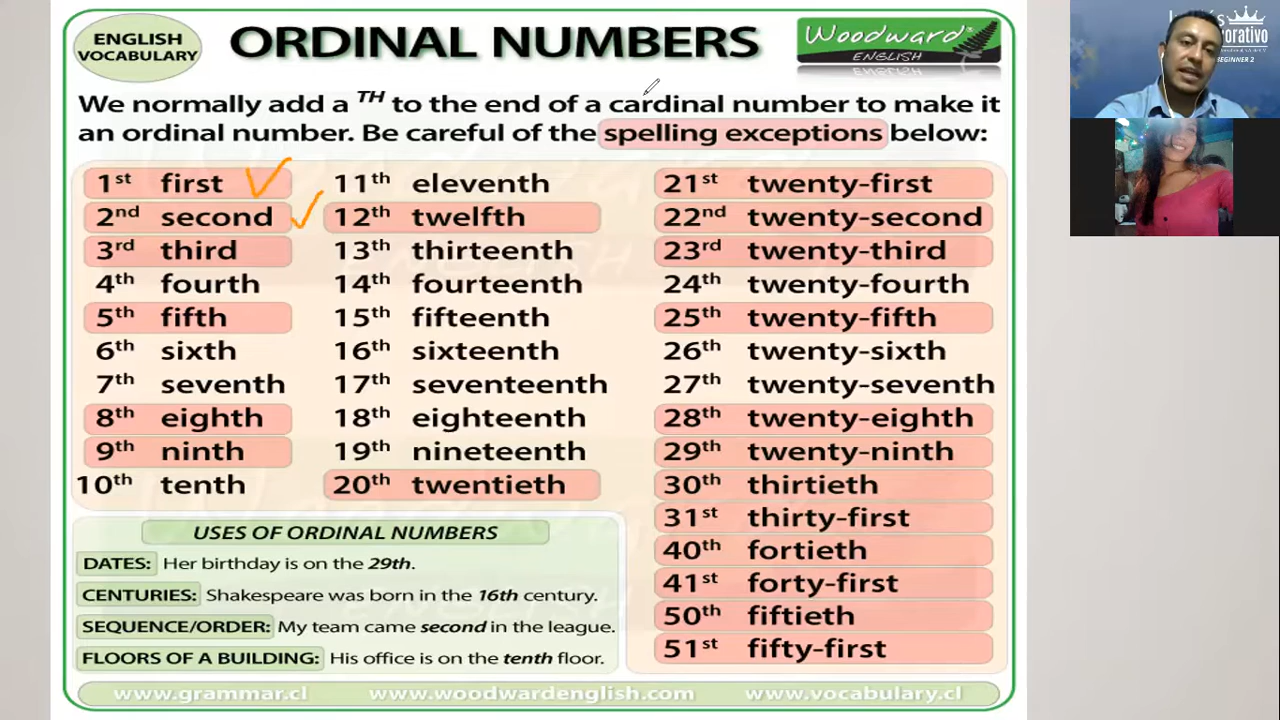 ENGLISH
VOCABULARY
ORDINAL NUMBERS
Woodward®
ENGLISH
We normally add a TH to the end of a cardinal number to make it
an ordinal number. Be careful of the spelling exceptions below:
1st first
2nd second
3rd third
4th fourth
5th fifth
6th sixth
7th seventh
8th eighth
9th ninth
10th tenth
11th eleventh
12th twelfth
13th thirteenth
14th fourteenth
15th fifteenth
16th sixteenth
17th seventeenth
18th eighteenth
19th nineteenth
20th twentieth
21st twenty-first
22nd twenty-second
23rd twenty-third
24th twenty-fourth
25th twenty-fifth
26th twenty-sixth
27th twenty-seventh
28th twenty-eighth
29th twenty-ninth
30th thirtieth
31st thirty-first
40th fortieth
41st forty-first
50th fiftieth
51st fifty-first
USES OF ORDINAL NUMBERS
DATES: Her birthday is on the 29th.
CENTURIES: Shakespeare was born in the 16th century.
SEQUENCE/ORDER: My team came second in the league.
FLOORS OF A BUILDING: His office is on the tenth floor.
www.grammar.cl www.woodwardenglish.com www.vocabulary.cl
BEGINNER 2